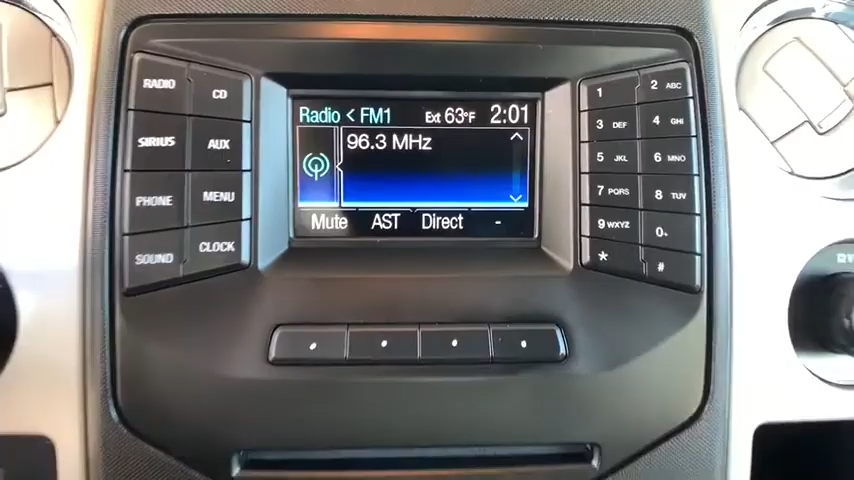 RADIO
CD
SIRIUS
AUX
PHONE
MENU
SOUND
CLOCK
Radio < FM1 Ext 63°F 2:01
96.3 MHz
Mute AST Direct -
1
2 ABC
3 DEF
4 GHI
5 JKL
6 MNO
7 PQRS
8 TUV
9 WXYZ
0
*
#